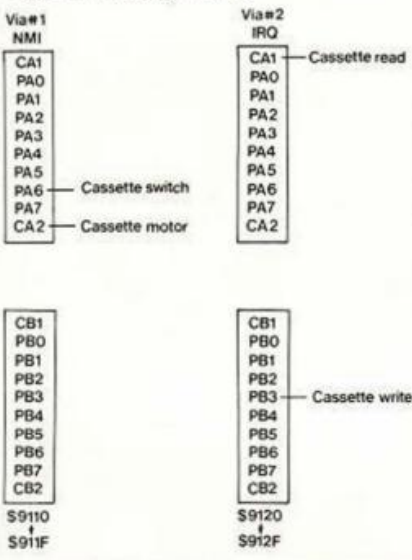 Via#1
NMI
CA1
PA0
PA1
PA2
PA3
PA4
PA5
PA6 Cassette switch
PA7
CA2 Cassette motor
Via#2
IRQ
CA1 Cassette read
PA0
PA1
PA2
PA3
PA4
PA5
PA6
PA7
CA2
CB1
PB0
PB1
PB2
PB3
PB4
PB5
PB6
PB7
CB2
$9110
$911F
CB1
PB0
PB1
PB2
PB3 Cassette write
PB4
PB5
PB6
PB7
CB2
$9120
$912F